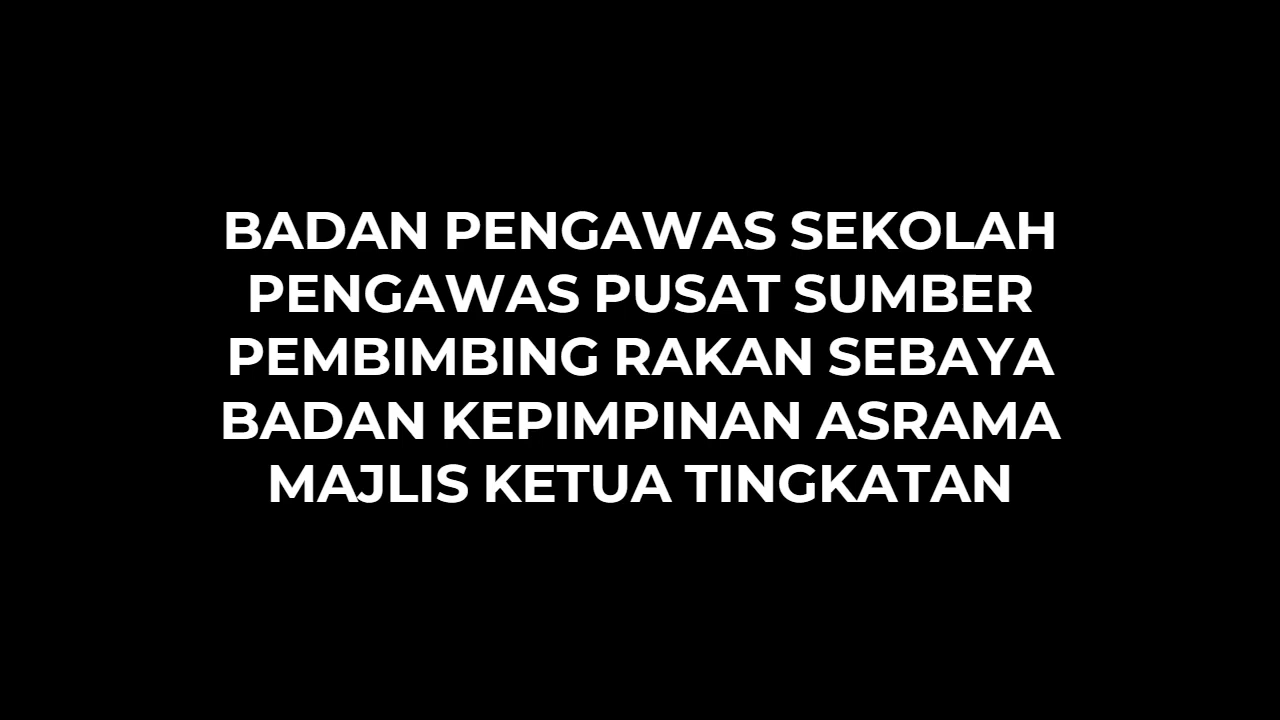 BADAN PENGAWAS SEKOLAH
PENGAWAS PUSAT SUMBER
PEMBIMBING RAKAN SEBAYA
BADAN KEPIMPINAN ASRAMA
MAJLIS KETUA TINGKATAN